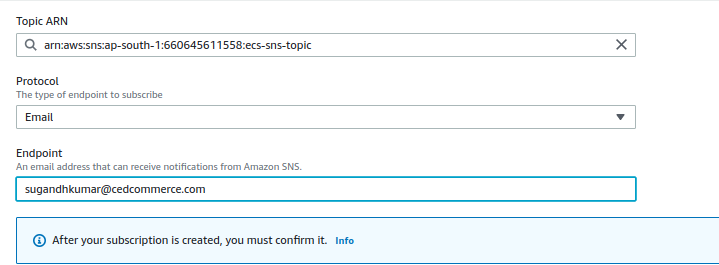 Topic ARN
arn:aws:sns:ap-south-1:660645611558:ecs-sns-topic
Protocol
The type of endpoint to subscribe
Email
Endpoint
An email address that can receive notifications from Amazon SNS.
sugandhkumar@cedcommerce.com
After your subscription is created, you must confirm it. Info